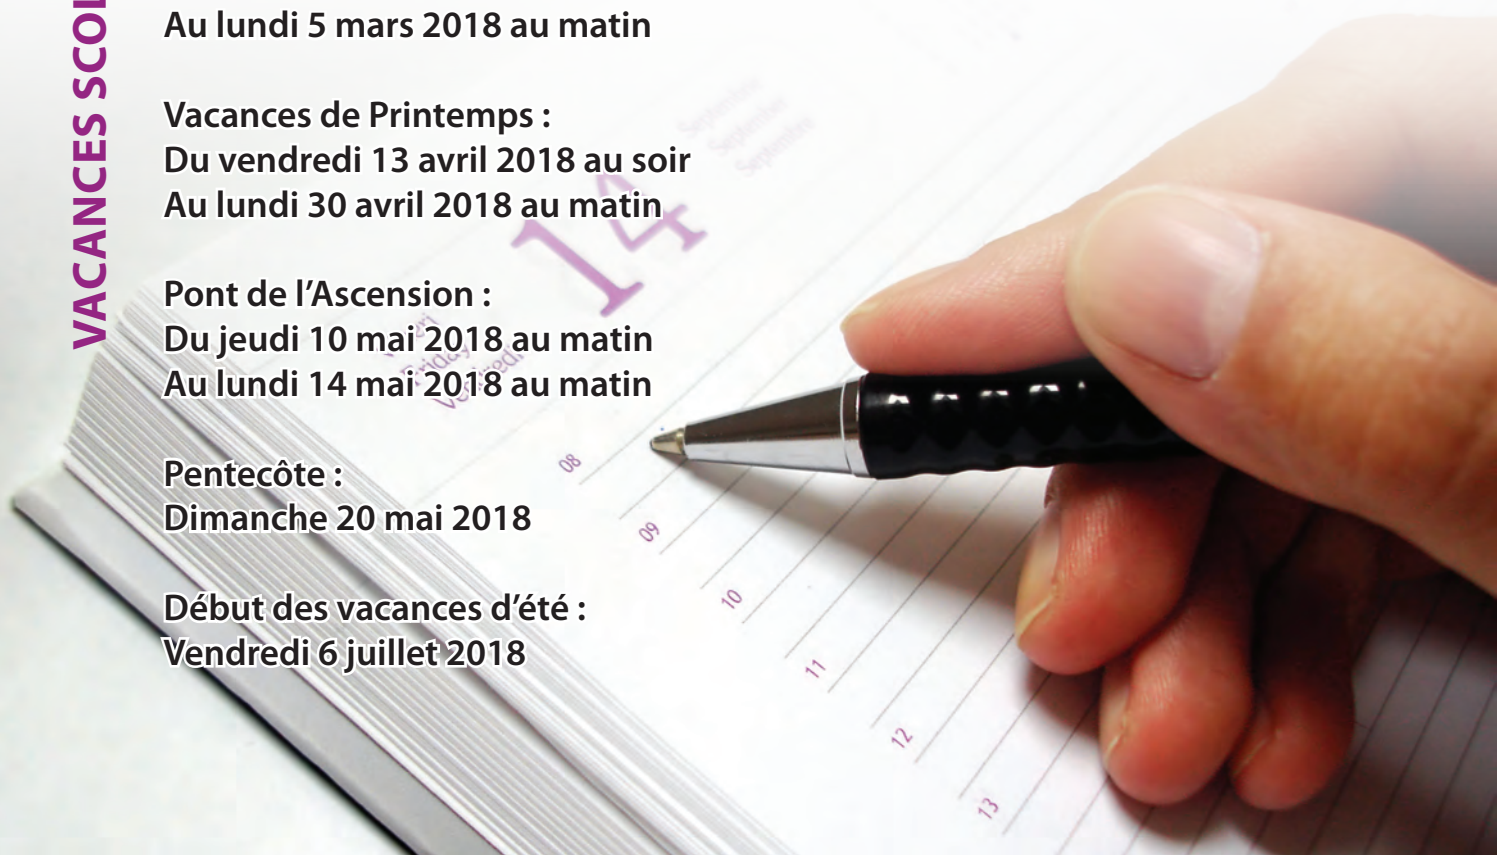 VACANCES SCOL
Au lundi 5 mars 2018 au matin
Vacances de Printemps :
Du vendredi 13 avril 2018 au soir
Au lundi 30 avril 2018 au matin
Pont de l'Ascension :
Du jeudi 10 mai 2018 au matin
Au lundi 14 mai 2018 au matin
Pentecôte :
Dimanche 20 mai 2018
Début des vacances d'été :
Vendredi 6 juillet 2018
14
Friday
Vendredi
Septembre
08
09
10
11
12
13